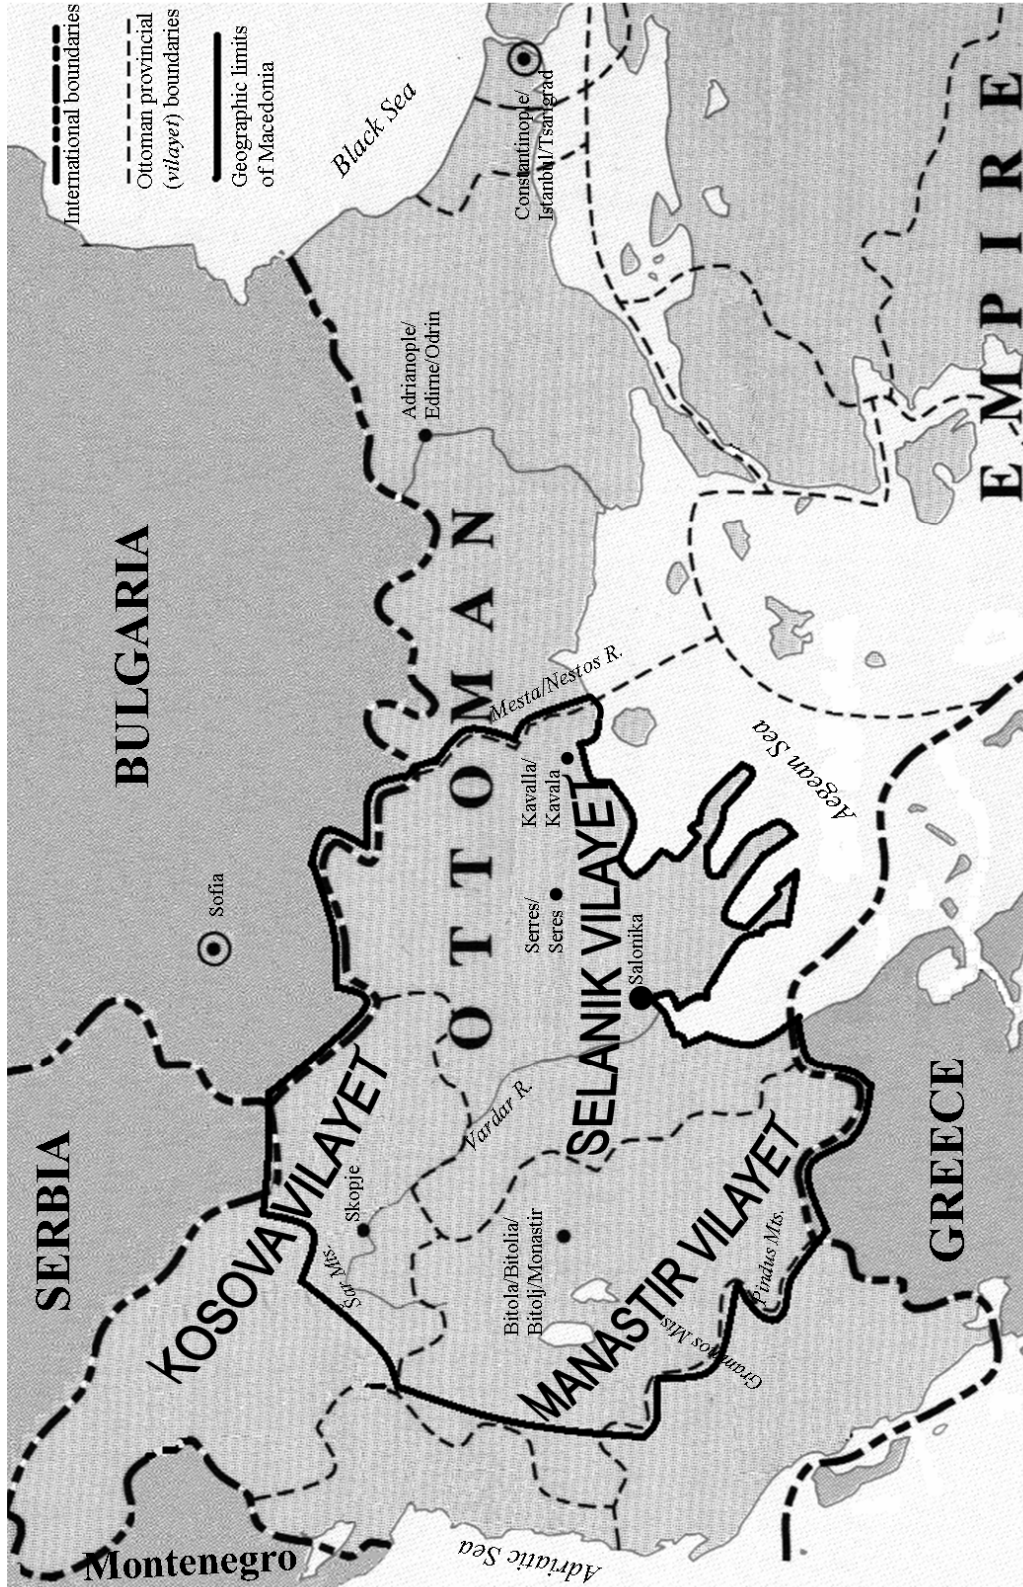 International boundaries
Ottoman provincial
(vilayet) boundaries
Geographic limits
of Macedonia
Black Sea
Constantinople/
Istanbul/Tsarigrad
Adrianople/
Edirne/Odrin
BULGARIA
Sofia
SERBIA
Montenegro
OTTOMAN
EMPIRE
Mesta/Nestos R.
Kavalla/
Kavala
Serres/
Seres
SELANIK VILAYET
Salonika
Aegean Sea
KOSOVA VILAYET
Skopje
Šar Mts.
Vardar R.
Bitola/Bitolia/
Bitolj/Monastir
MANASTIR VILAYET
Grammos Mts.
Pindus Mts.
GREECE
Adriatic Sea